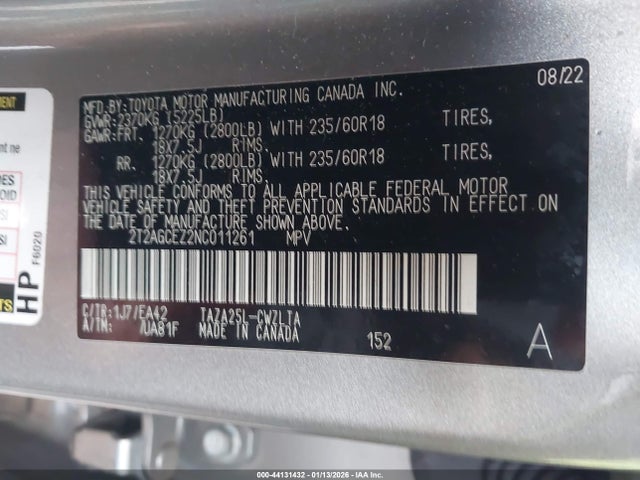 MFD.BY:TOYOTA MOTOR MANUFACTURING CANADA INC. 08/22
GVWR:2370KG (5225LB)
GAWR:FRT 1270KG (2800LB) WITH 235/60R18 TIRES,
18X7.5J RIMS,
RR. 1270KG (2800LB) WITH 235/60R18 TIRES,
18X7.5J RIMS.
THIS VEHICLE CONFORMS TO ALL APPLICABLE FEDERAL MOTOR
VEHICLE SAFETY AND THEFT PREVENTION STANDARDS IN EFFECT ON
THE DATE OF MANUFACTURE SHOWN ABOVE.
2T2AGCEZ2NC011261 MPV
C/TR:1J7/EA42 TAZA25L-CWZLTA
A/TM: /UA81F MADE IN CANADA 152
A
HP
F6020
000-44131432 - 01/13/2026 - IAA Inc.